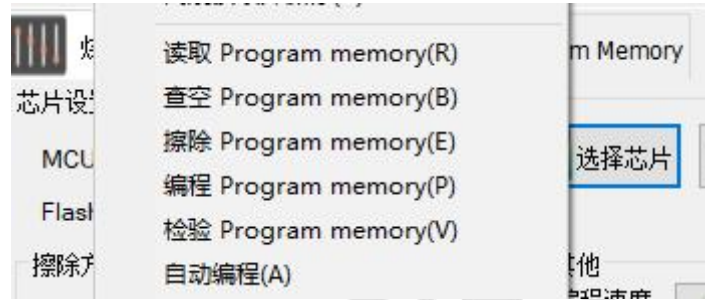 读取 Program memory(R)
m Memory
芯片设
查空 Program memory(B)
MCU
擦除 Program memory(E)
选择芯片
编程 Program memory(P)
Flash
检验 Program memory(V)
擦除方
自动编程(A)
其他